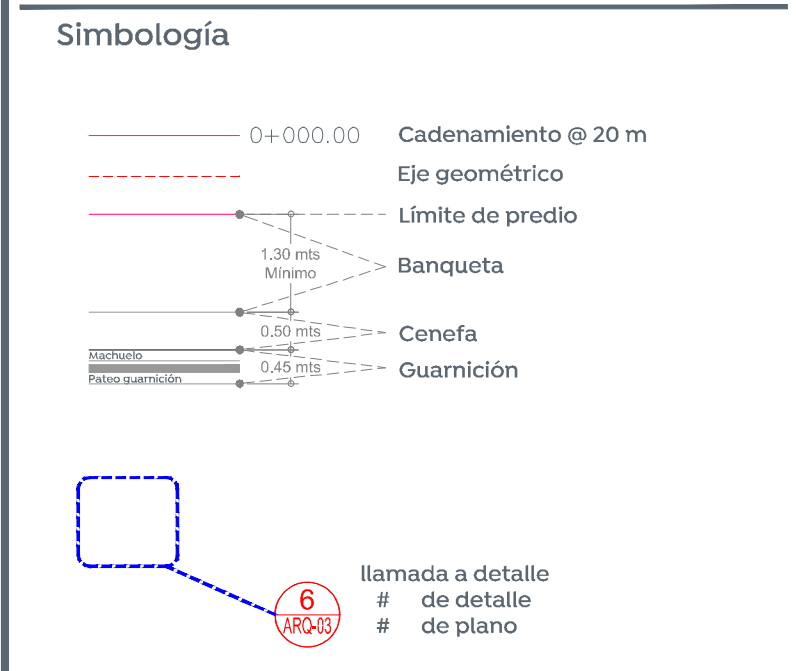 Simbología
0+000.00 Cadenamiento @ 20 m
Eje geométrico
Límite de predio
1.30 mts
Mínimo
Banqueta
0.50 mts
Cenefa
Machuelo
0.45 mts
Guarnición
Pateo guarnición
llamada a detalle
6
# de detalle
ARQ-03
# de plano